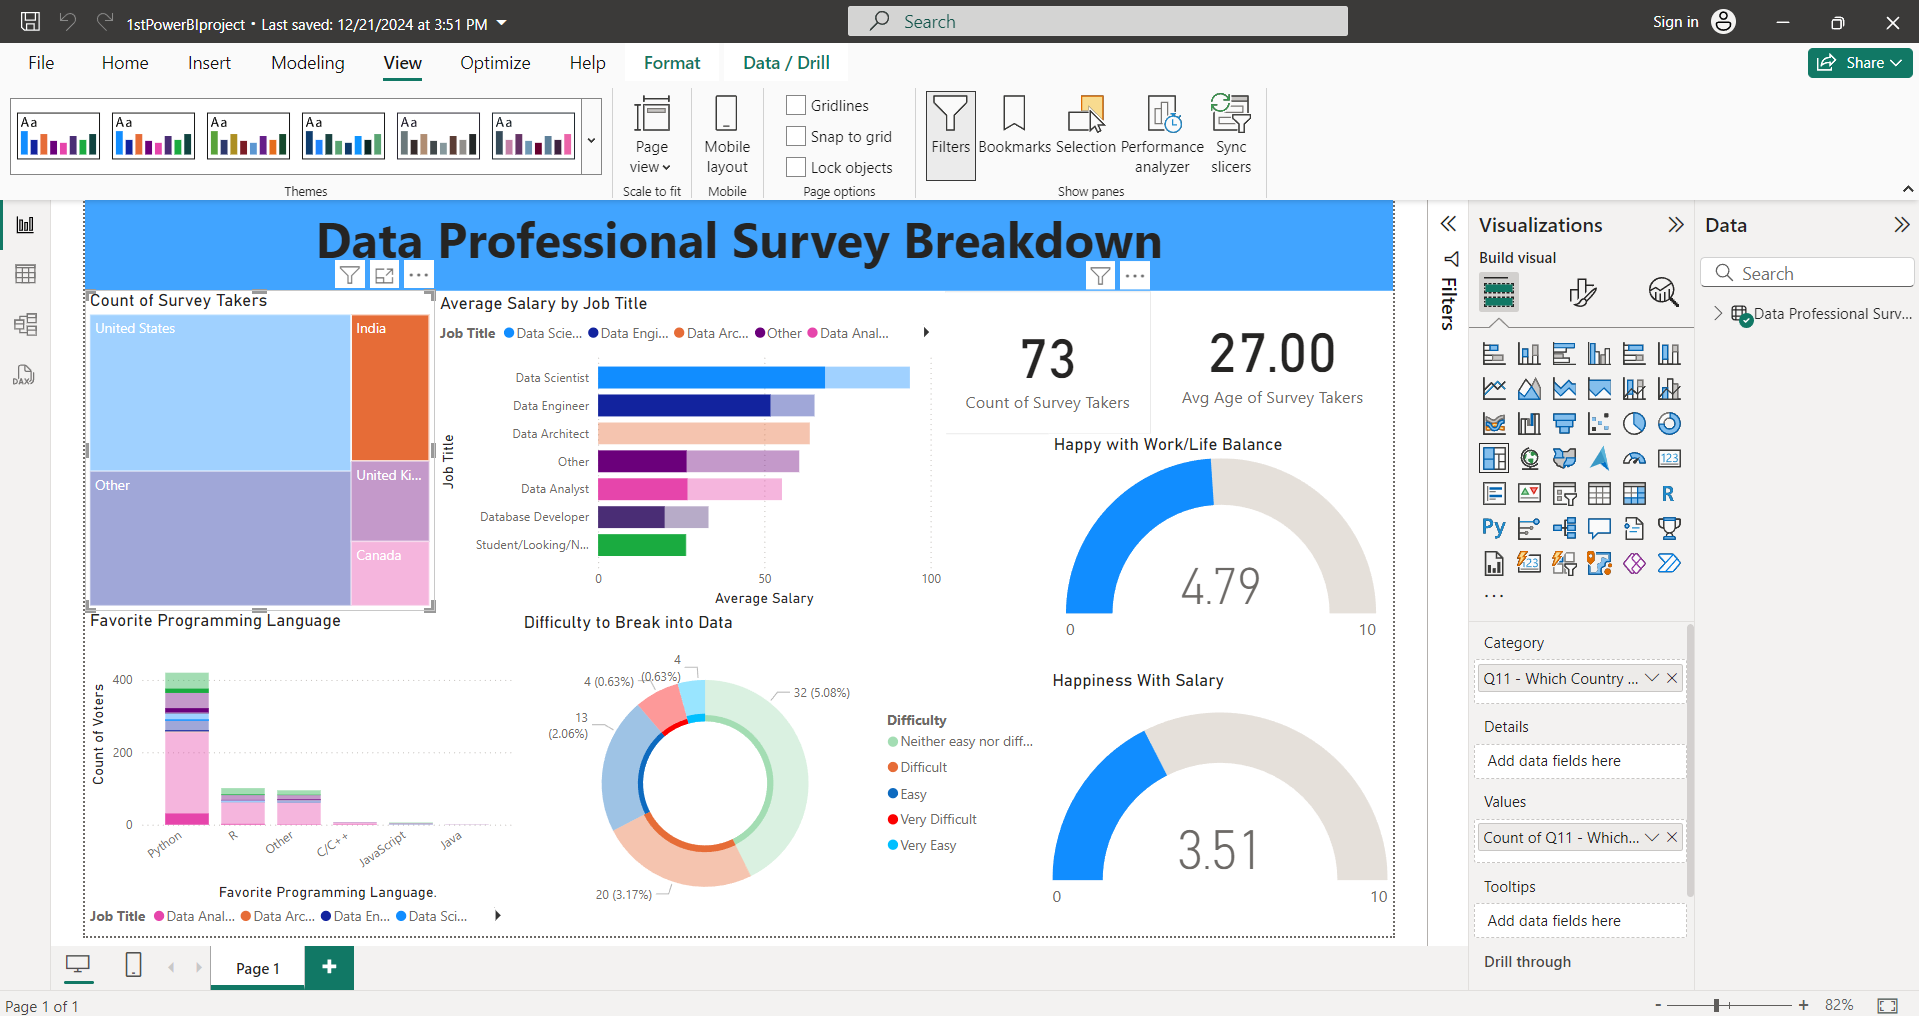 1stPowerBIproject • Last saved: 12/21/2024 at 3:51 PM
Search
Sign in
File Home Insert Modeling View Optimize Help Format Data / Drill
Share
Aa Aa Aa Aa Aa Aa
Themes
Page view
Scale to fit
Mobile layout
Mobile
Gridlines
Snap to grid
Lock objects
Page options
Filters
Bookmarks
Selection
Performance analyzer
Sync slicers
Show panes
Data Professional Survey Breakdown
Count of Survey Takers
United States
India
Other
United Ki...
Canada
Average Salary by Job Title
Job Title Data Scie... Data Engi... Data Arc... Other Data Anal...
Job Title
Data Scientist
Data Engineer
Data Architect
Other
Data Analyst
Database Developer
Student/Looking/N...
0 50 100
Average Salary
73
Count of Survey Takers
27.00
Avg Age of Survey Takers
Happy with Work/Life Balance
4.79
0 10
Favorite Programming Language
Count of Voters
400
200
0
Python R Other C/C++ JavaScript Java
Favorite Programming Language.
Job Title Data Anal... Data Arc... Data En... Data Sci...
Difficulty to Break into Data
4
(0.63%)
4 (0.63%)
32 (5.08%)
13
(2.06%)
20 (3.17%)
Difficulty
Neither easy nor diff...
Difficult
Easy
Very Difficult
Very Easy
Happiness With Salary
3.51
0 10
Filters
Visualizations
Build visual
123
R
Py
123
...
Category
Q11 - Which Country ...
Details
Add data fields here
Values
Count of Q11 - Which...
Tooltips
Add data fields here
Drill through
Data
Search
Data Professional Surv...
DAX
Page 1
Page 1 of 1
- + 82%